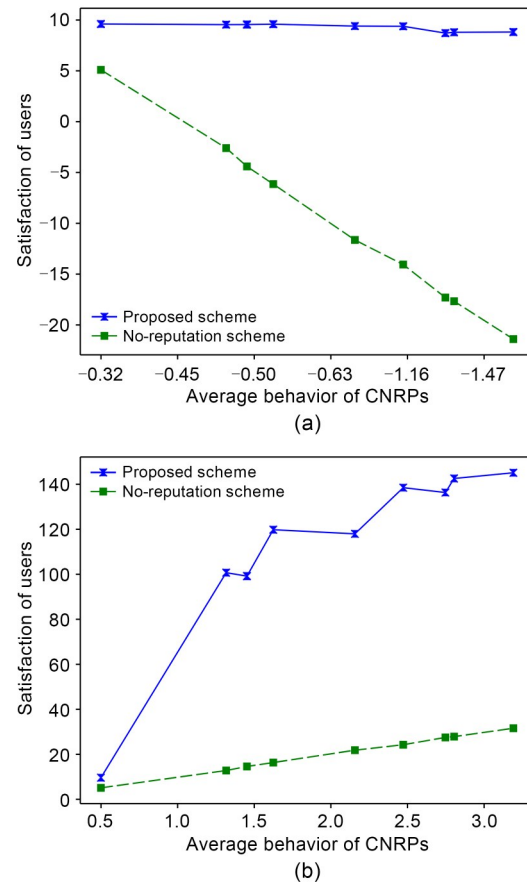 10
5
0
−5
−10
−15
−20
Satisfaction of users
Proposed scheme
No-reputation scheme
−0.32 −0.45 −0.50 −0.63 −1.16 −1.47
Average behavior of CNRPs
(a)
Proposed scheme
No-reputation scheme
140
120
100
80
60
40
20
0
Satisfaction of users
0.5 1.0 1.5 2.0 2.5 3.0
Average behavior of CNRPs
(b)